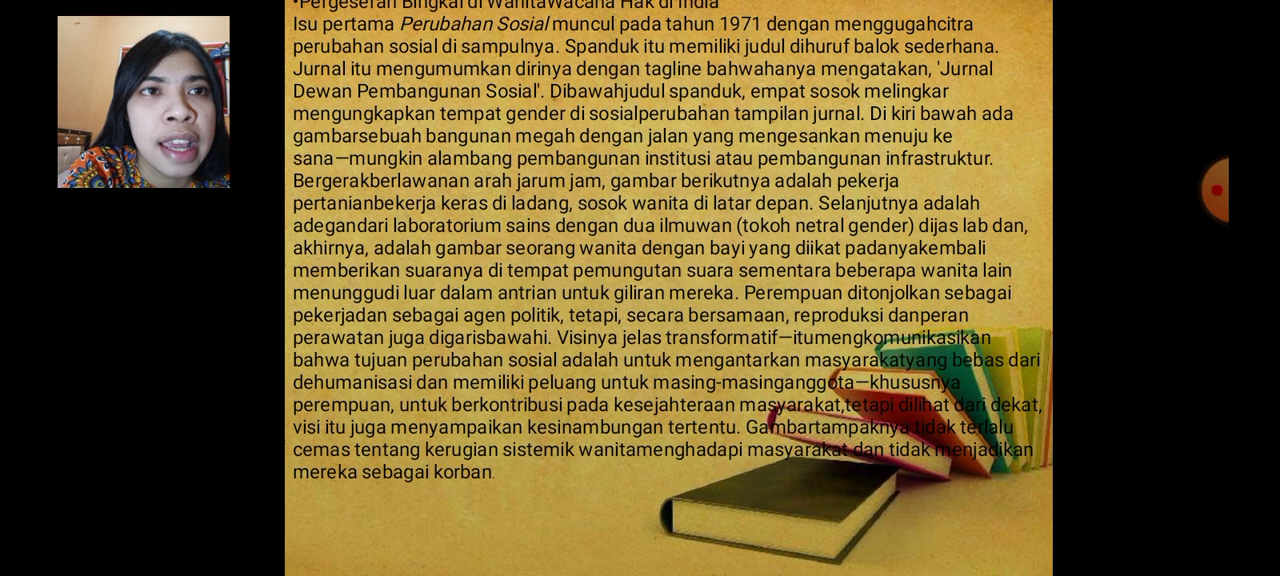 •Pergeseran Bingkai di WanitaWacana Hak di India
Isu pertama Perubahan Sosial muncul pada tahun 1971 dengan menggugahcitra
perubahan sosial di sampulnya. Spanduk itu memiliki judul dihuruf balok sederhana.
Jurnal itu mengumumkan dirinya dengan tagline bahwahanya mengatakan, 'Jurnal
Dewan Pembangunan Sosial'. Dibawahjudul spanduk, empat sosok melingkar
mengungkapkan tempat gender di sosialperubahan tampilan jurnal. Di kiri bawah ada
gambarsebuah bangunan megah dengan jalan yang mengesankan menuju ke
sana—mungkin alambang pembangunan institusi atau pembangunan infrastruktur.
Bergerakberlawanan arah jarum jam, gambar berikutnya adalah pekerja
pertanianbekerja keras di ladang, sosok wanita di latar depan. Selanjutnya adalah
adegandari laboratorium sains dengan dua ilmuwan (tokoh netral gender) dijas lab dan,
akhirnya, adalah gambar seorang wanita dengan bayi yang diikat padanyakembali
memberikan suaranya di tempat pemungutan suara sementara beberapa wanita lain
menunggudi luar dalam antrian untuk giliran mereka. Perempuan ditonjolkan sebagai
pekerjadan sebagai agen politik, tetapi, secara bersamaan, reproduksi danperan
perawatan juga digarisbawahi. Visinya jelas transformatif—itumengkomunikasikan
bahwa tujuan perubahan sosial adalah untuk mengantarkan masyarakatyang bebas dari
dehumanisasi dan memiliki peluang untuk masing-masinganggota—khususnya
perempuan, untuk berkontribusi pada kesejahteraan masyarakat,tetapi dilihat dari dekat,
visi itu juga menyampaikan kesinambungan tertentu. Gambartampaknya tidak terlalu
cemas tentang kerugian sistemik wanitamenghadapi masyarakat dan tidak menjadikan
mereka sebagai korban.